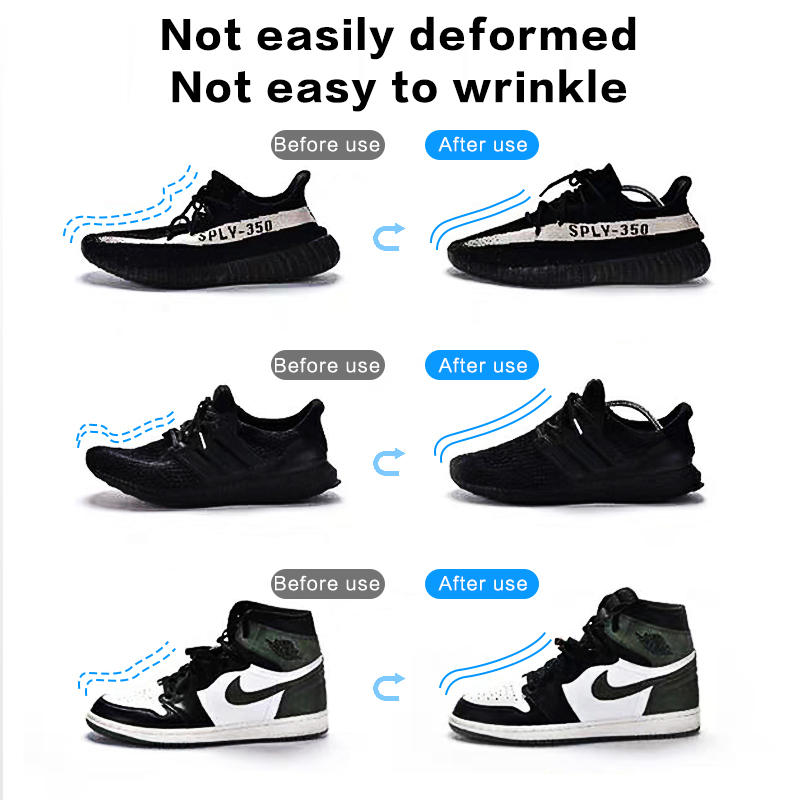 Not easily deformed
Not easy to wrinkle
Before use
After use
SPLY-350
SPLY-350
Before use
After use
Before use
After use